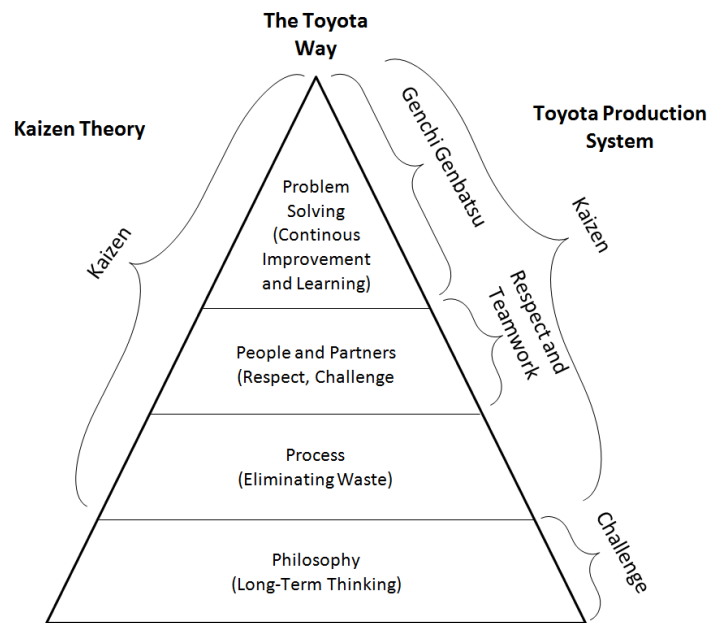 The Toyota
Way
Kaizen Theory
Toyota Production
System
Genchi Genbatsu
Kaizen
Kaizen
Problem
Solving
(Continous
Improvement
and Learning)
Respect and
Teamwork
People and Partners
(Respect, Challenge
Process
(Eliminating Waste)
Challenge
Philosophy
(Long-Term Thinking)